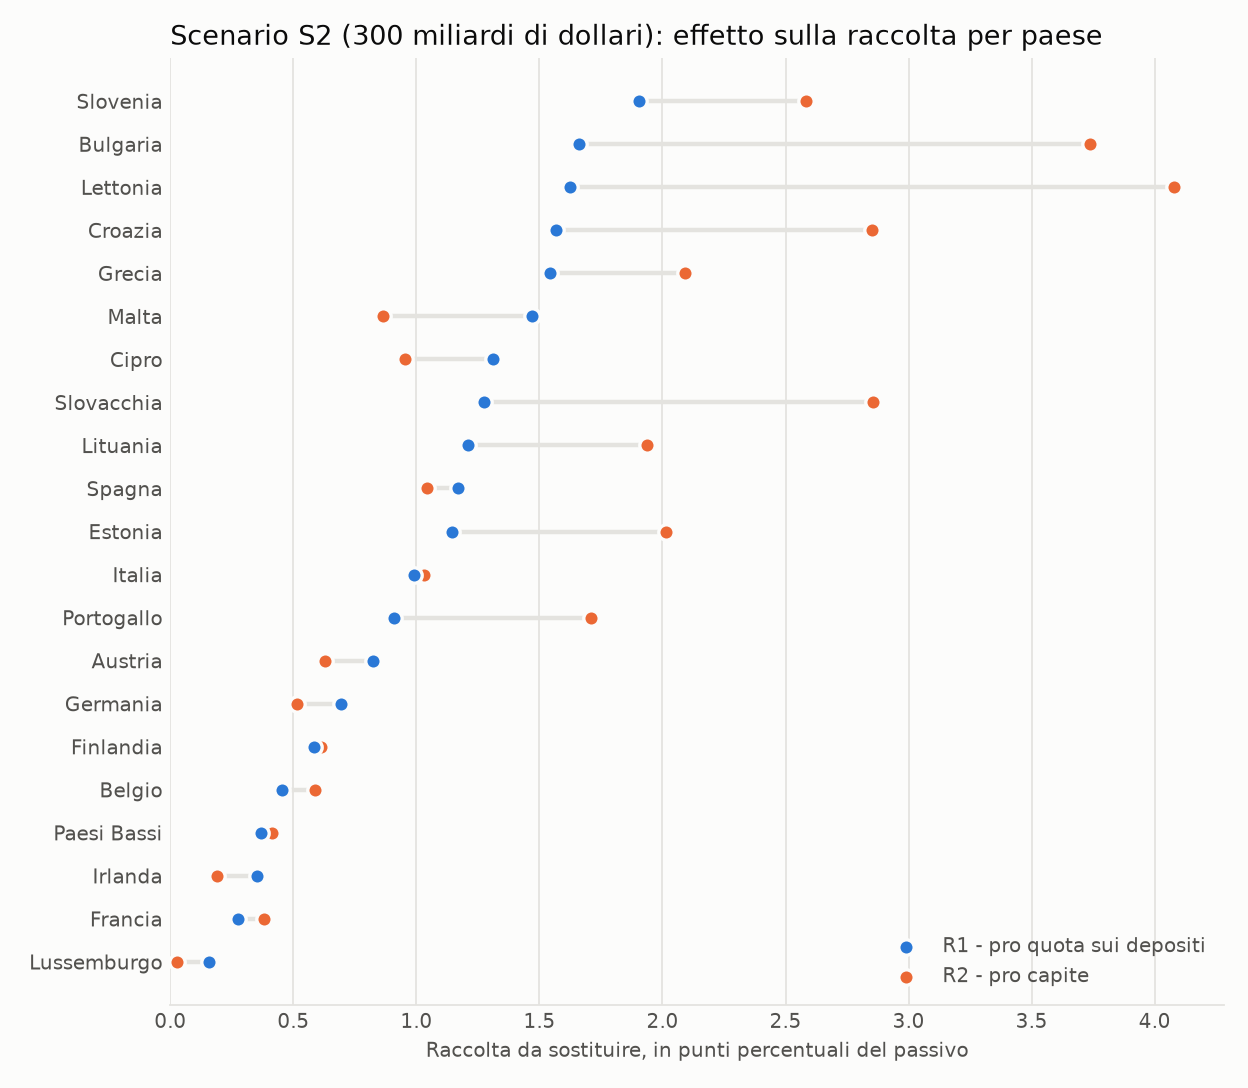 Scenario S2 (300 miliardi di dollari): effetto sulla raccolta per paese
Slovenia
Bulgaria
Lettonia
Croazia
Grecia
Malta
Cipro
Slovacchia
Lituania
Spagna
Estonia
Italia
Portogallo
Austria
Germania
Finlandia
Belgio
Paesi Bassi
Irlanda
Francia
Lussemburgo
R1 - pro quota sui depositi
R2 - pro capite
0.0 0.5 1.0 1.5 2.0 2.5 3.0 3.5 4.0
Raccolta da sostituire, in punti percentuali del passivo